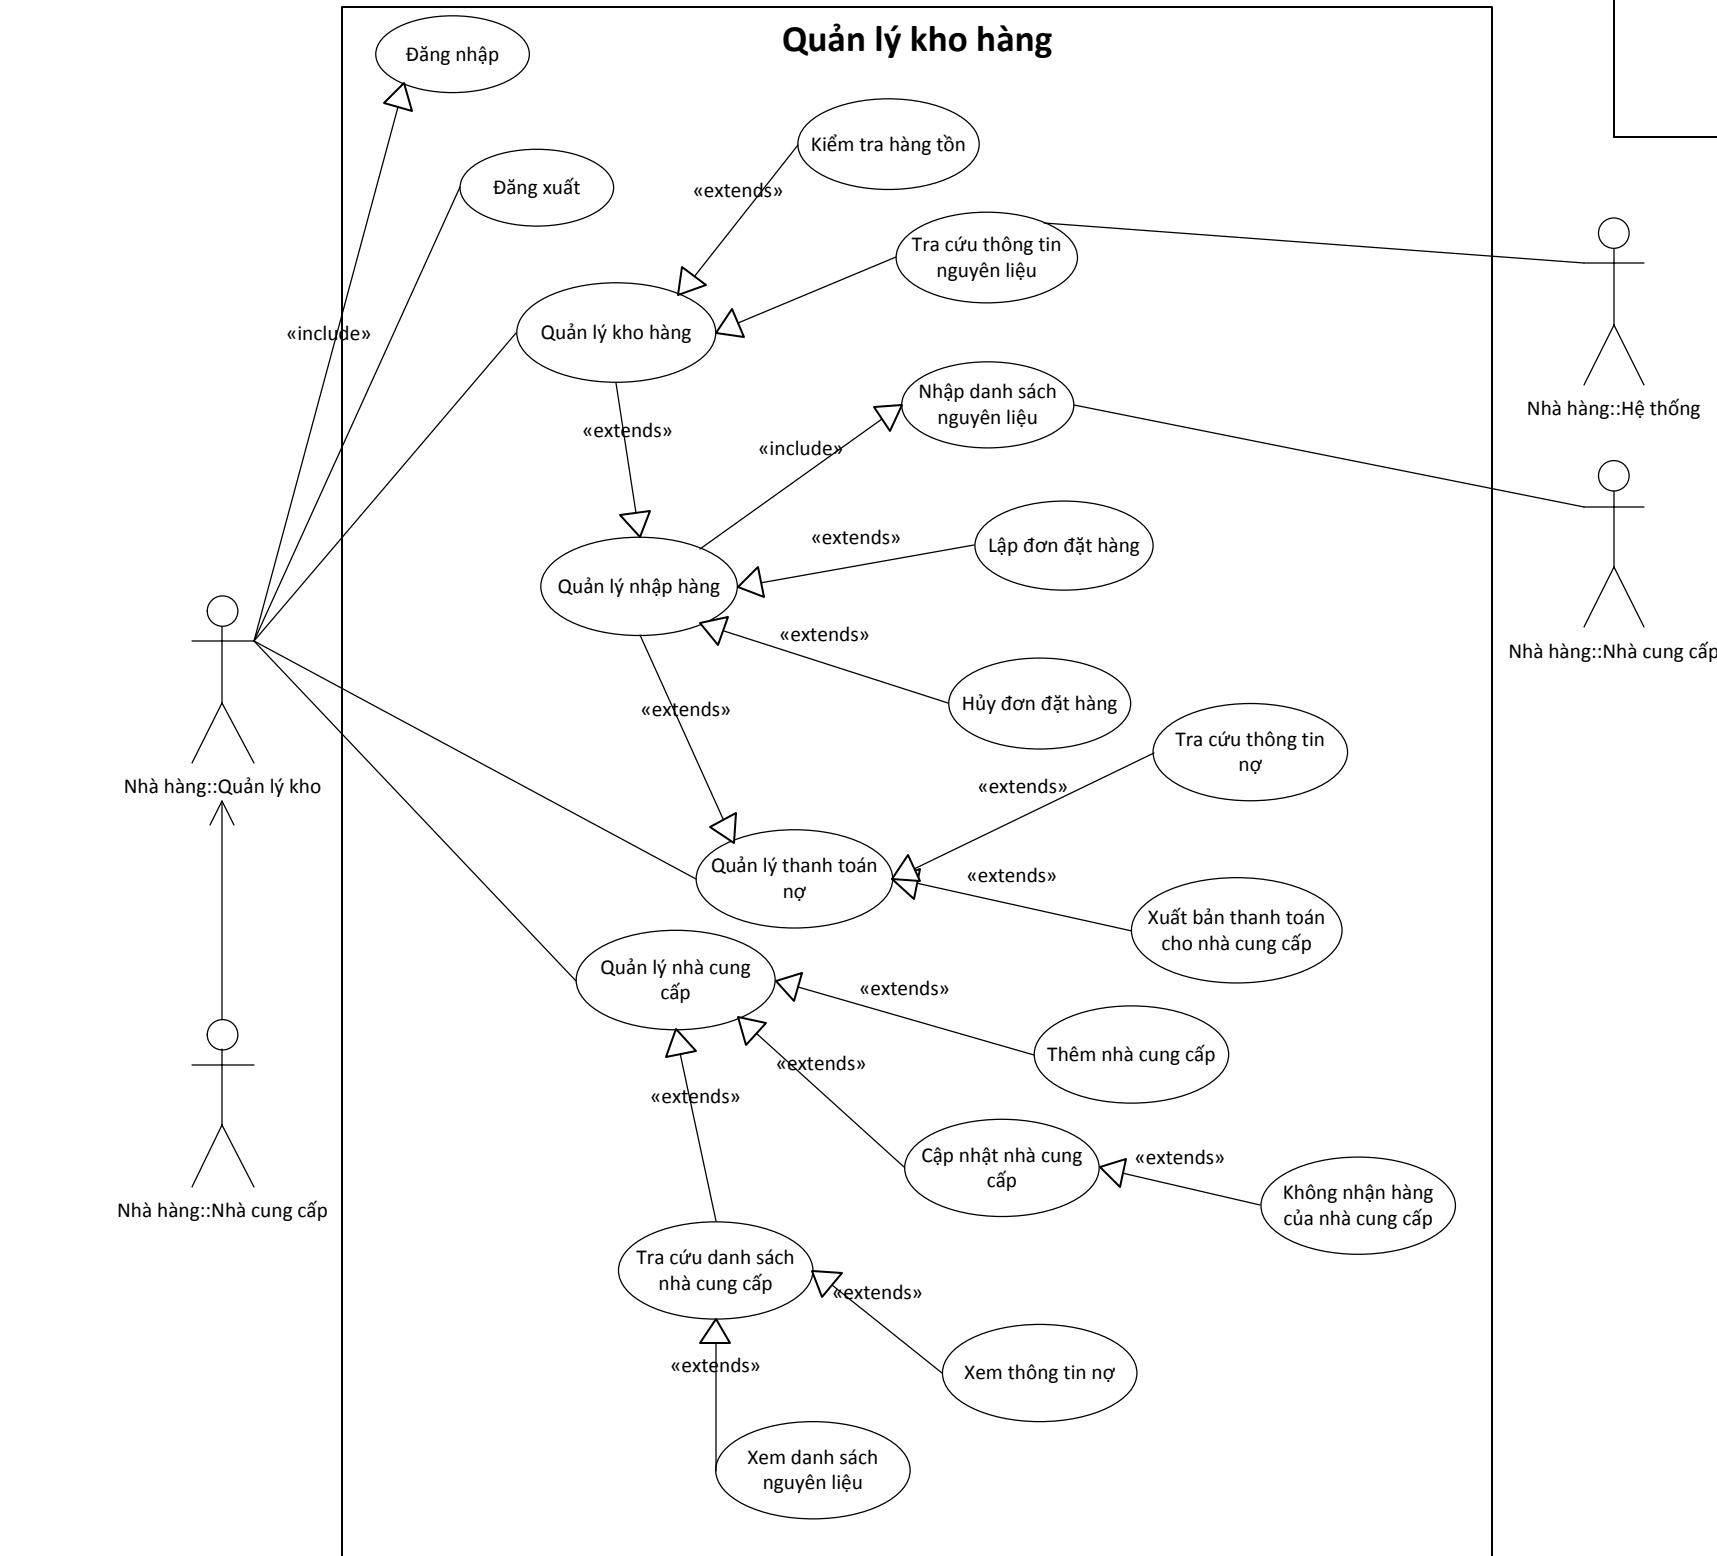 Quản lý kho hàng
Đăng nhập
Kiểm tra hàng tồn
«extends»
Đăng xuất
Tra cứu thông tin
nguyên liệu
«include»
Quản lý kho hàng
Nhập danh sách
nguyên liệu
Nhà hàng::Hệ thống
«extends»
«include»
«extends»
Lập đơn đặt hàng
Quản lý nhập hàng
«extends»
Nhà hàng::Nhà cung cấp
Hủy đơn đặt hàng
«extends»
Tra cứu thông tin
nợ
Nhà hàng::Quản lý kho
«extends»
Quản lý thanh toán
nợ
«extends»
Xuất bản thanh toán
cho nhà cung cấp
Quản lý nhà cung
cấp
«extends»
Thêm nhà cung cấp
«extends»
«extends»
Cập nhật nhà cung
cấp
«extends»
Không nhận hàng
của nhà cung cấp
Nhà hàng::Nhà cung cấp
Tra cứu danh sách
nhà cung cấp
«extends»
«extends»
Xem thông tin nợ
Xem danh sách
nguyên liệu